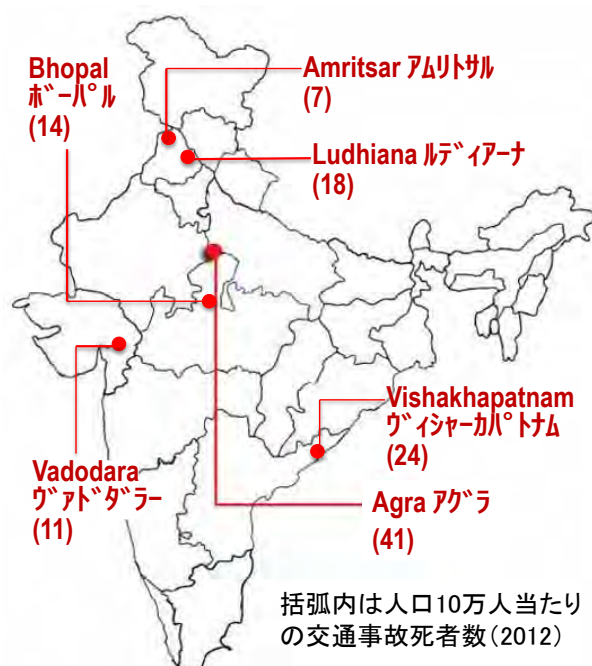 Bhopal
ﾎﾞｰﾊﾟﾙ
(14)
Amritsar ｱﾑﾘﾄｻﾙ
(7)
Ludhiana ﾙﾃﾞｨｱｰﾅ
(18)
Vishakhapatnam
ｳﾞｨｼｬｰｶﾊﾟﾄﾅﾑ
(24)
Vadodara
ｳﾞｧﾄﾞﾀﾞﾗｰ
(11)
Agra ｱｸﾞﾗ
(41)
括弧内は人口10万人当たり
の交通事故死者数（2012）